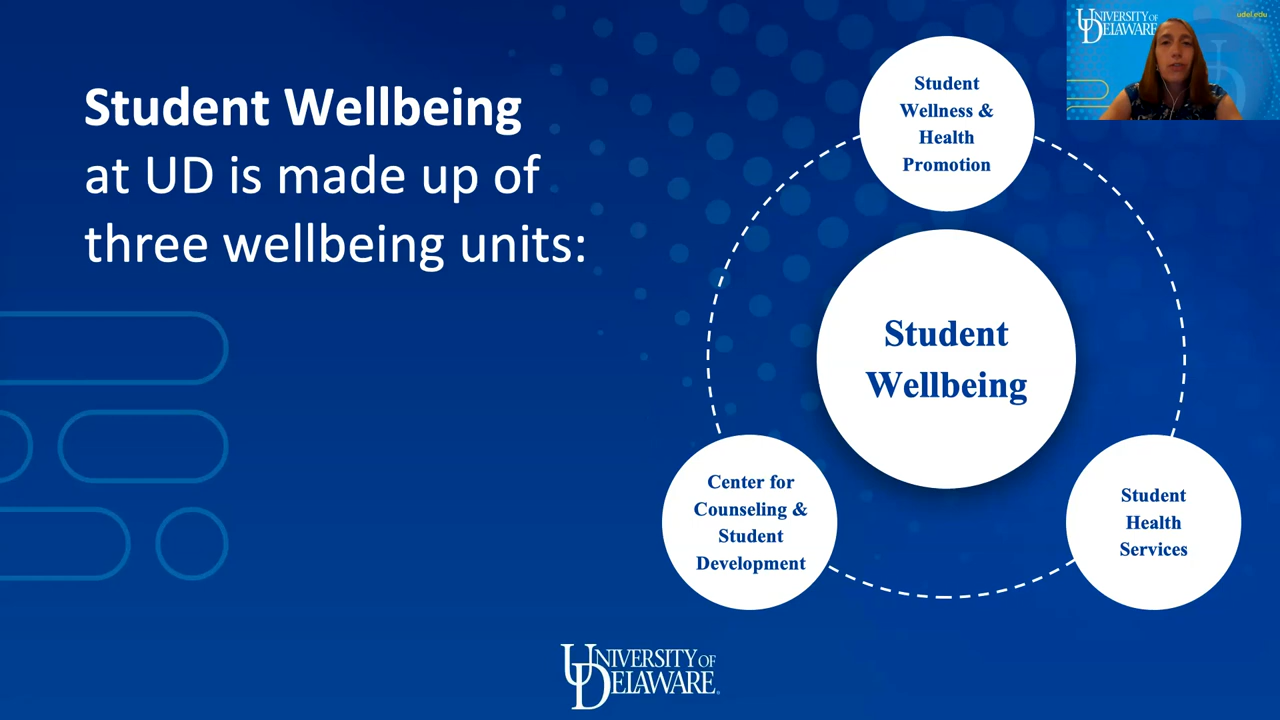 Student Wellbeing
at UD is made up of
three wellbeing units:
Student
Wellness &
Health
Promotion
Student
Wellbeing
Center for
Counseling &
Student
Development
Student
Health
Services
UNIVERSITY OF
DELAWARE
UNIVERSITY OF
DELAWARE
udel.edu